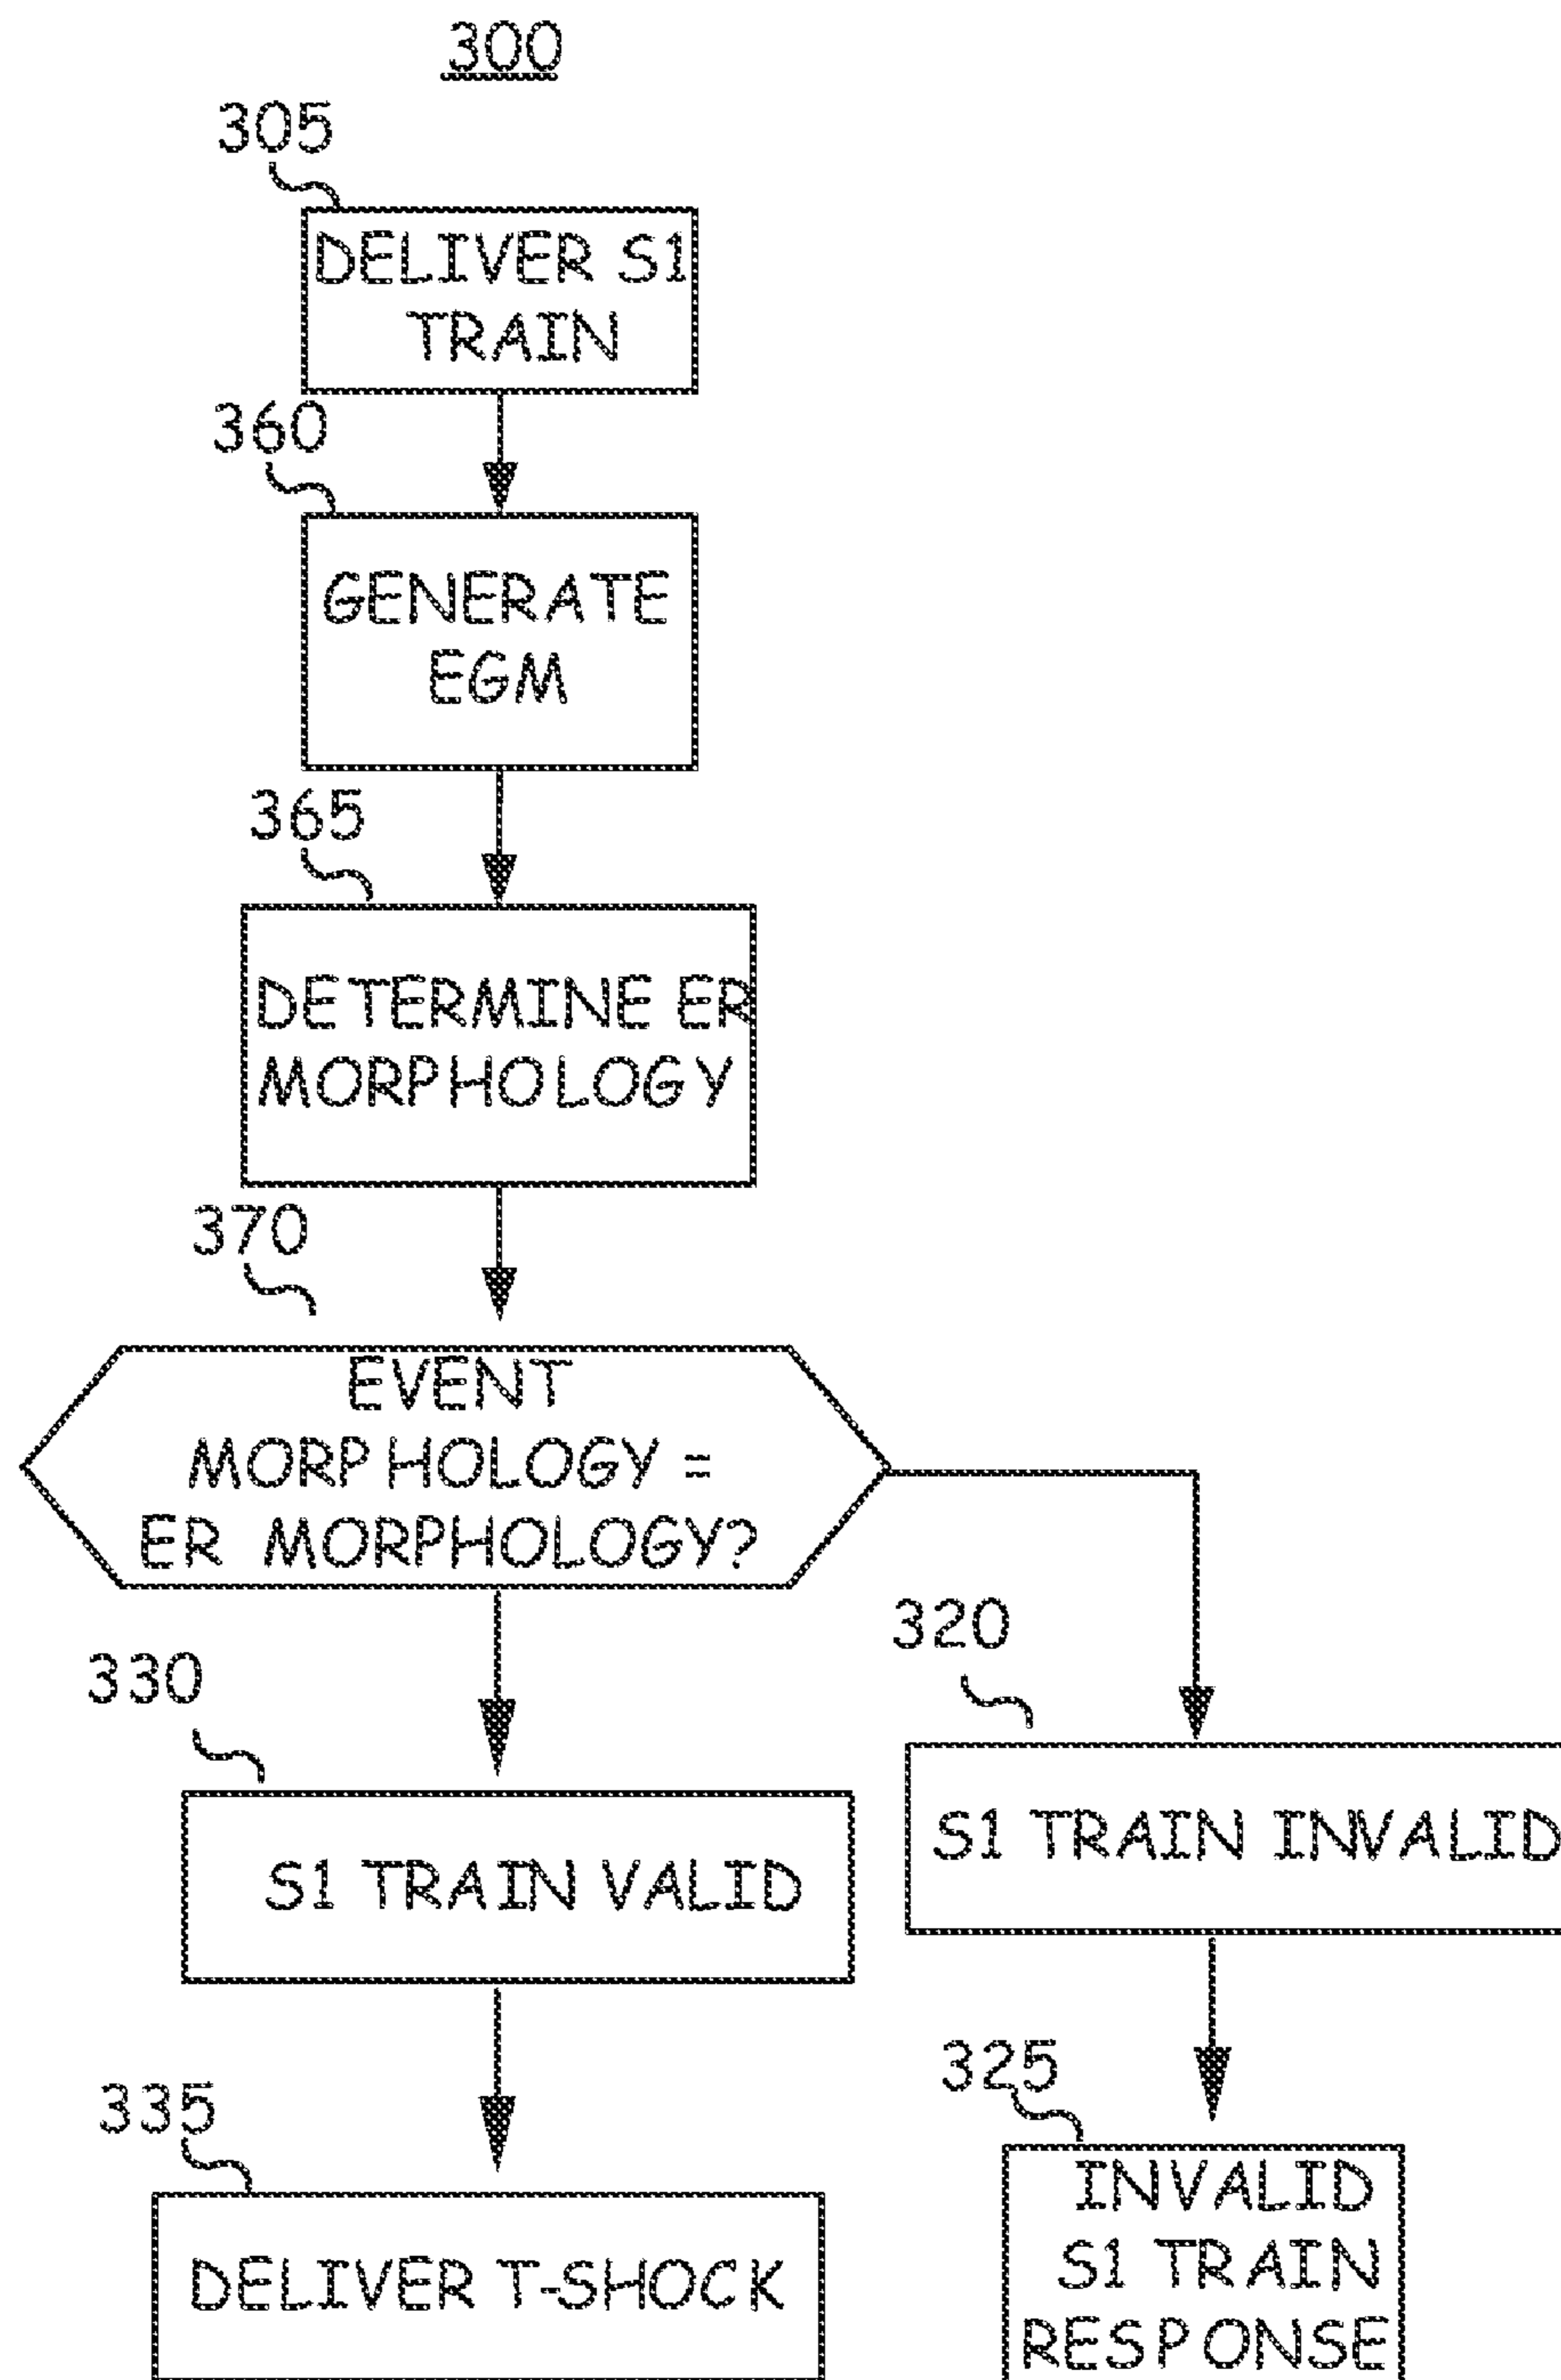 300
305
DELIVER S1
TRAIN
360
GENERATE
EGM
365
DETERMINE ER
MORPHOLOGY
370
EVENT
MORPHOLOGY =
ER MORPHOLOGY?
330
320
S1 TRAIN VALID
S1 TRAIN INVALID
335
325
DELIVER T-SHOCK
INVALID
S1 TRAIN
RESPONSE